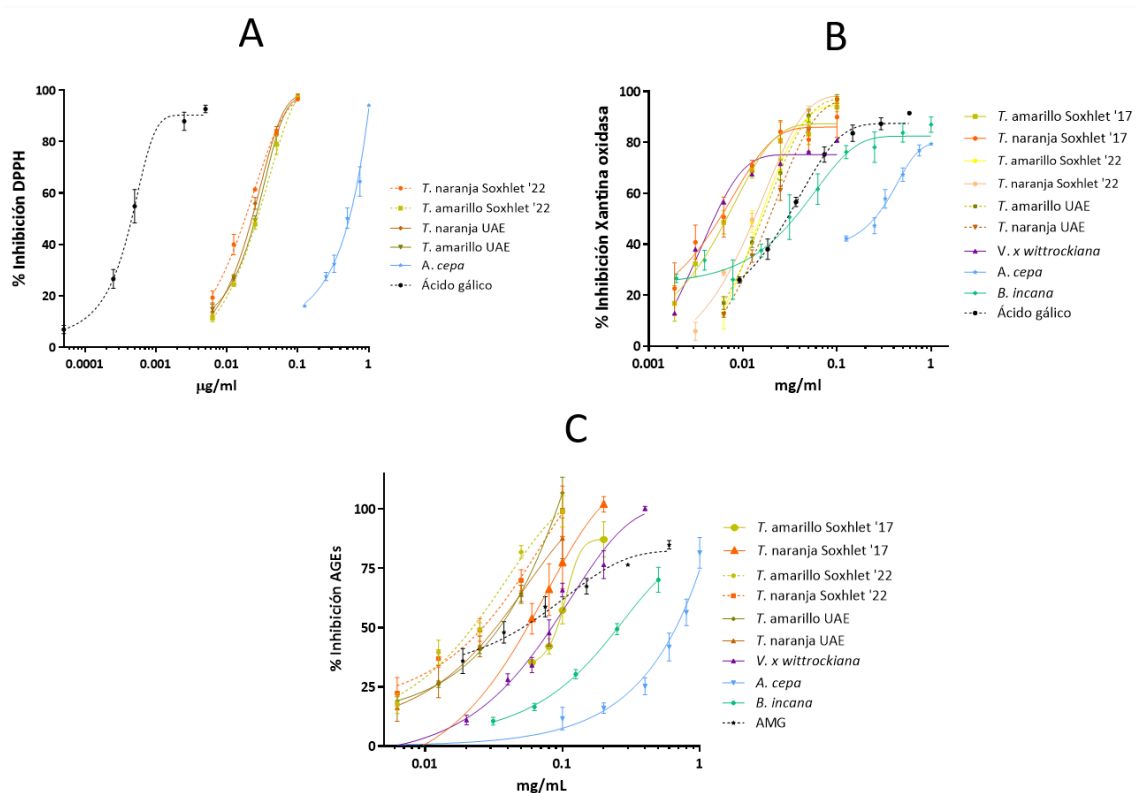 A
% Inhibición DPPH
100
80
60
40
20
0
0.0001
0.001
0.01
0.1
1
µg/ml
T. naranja Soxhlet '22
T. amarillo Soxhlet '22
T. naranja UAE
T. amarillo UAE
A. cepa
Ácido gálico
B
% Inhibición Xantina oxidasa
100
80
60
40
20
0
0.001
0.01
0.1
1
mg/ml
T. amarillo Soxhlet '17
T. naranja Soxhlet '17
T. amarillo Soxhlet '22
T. naranja Soxhlet '22
T. amarillo UAE
T. naranja UAE
V. x wittrockiana
A. cepa
B. incana
Ácido gálico
C
% Inhibición AGEs
100
75
50
25
0
0.01
0.1
1
mg/mL
T. amarillo Soxhlet '17
T. naranja Soxhlet '17
T. amarillo Soxhlet '22
T. naranja Soxhlet '22
T. amarillo UAE
T. naranja UAE
V. x wittrockiana
A. cepa
B. incana
AMG